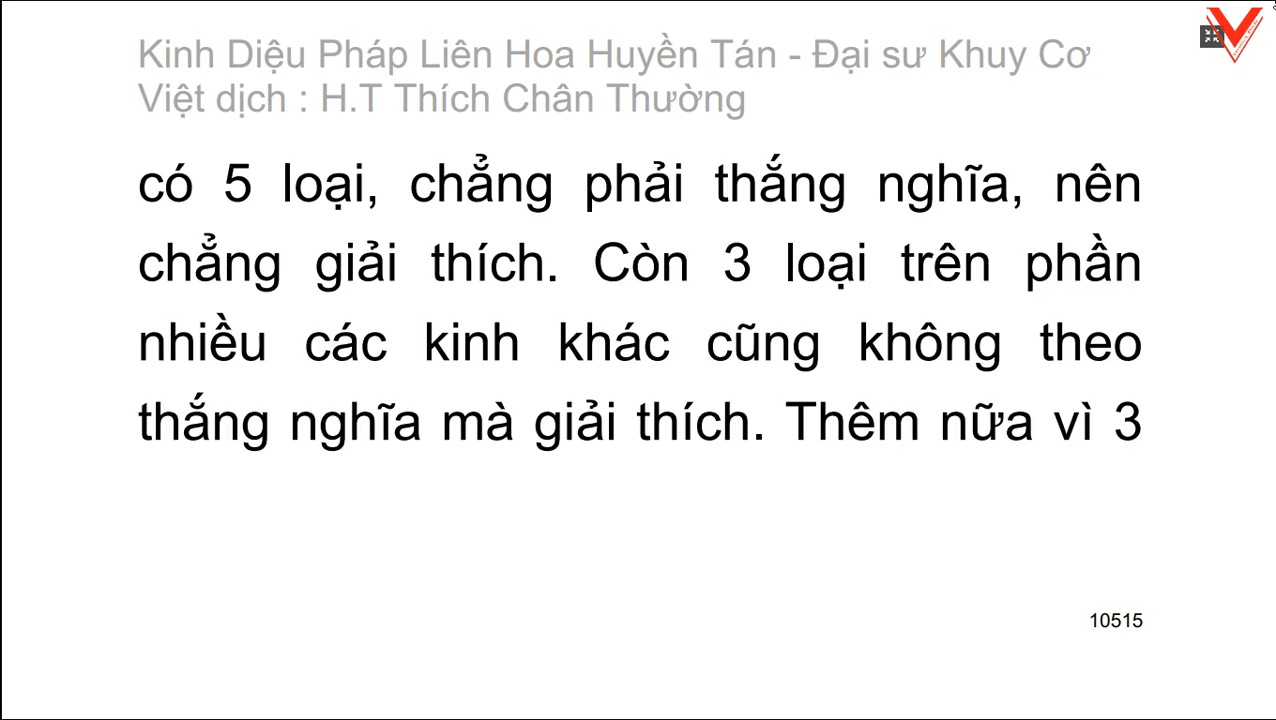 Kinh Diệu Pháp Liên Hoa Huyền Tán - Đại sư Khuy Cơ
Việt dịch : H.T Thích Chân Thường
có 5 loại, chẳng phải thắng nghĩa, nên
chẳng giải thích. Còn 3 loại trên phần
nhiều các kinh khác cũng không theo
thắng nghĩa mà giải thích. Thêm nữa vì 3
10515